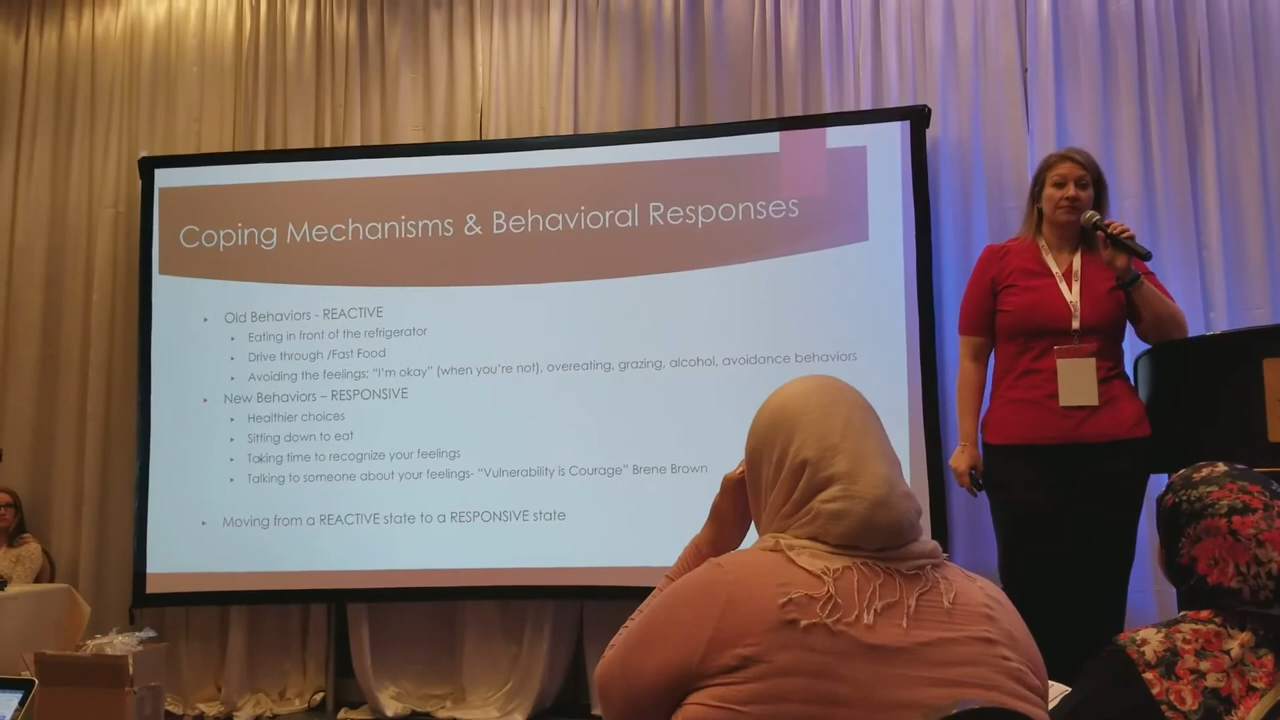 Coping Mechanisms & Behavioral Responses
Old Behaviors - REACTIVE
Eating in front of the refrigerator
Drive through /Fast Food
Avoiding the feelings: "I'm okay" (when you're not), overeating, grazing, alcohol, avoidance behaviors
New Behaviors – RESPONSIVE
Healthier choices
Sitting down to eat
Taking time to recognize your feelings
Talking to someone about your feelings- "Vulnerability is Courage" Brene Brown
Moving from a REACTIVE state to a RESPONSIVE state